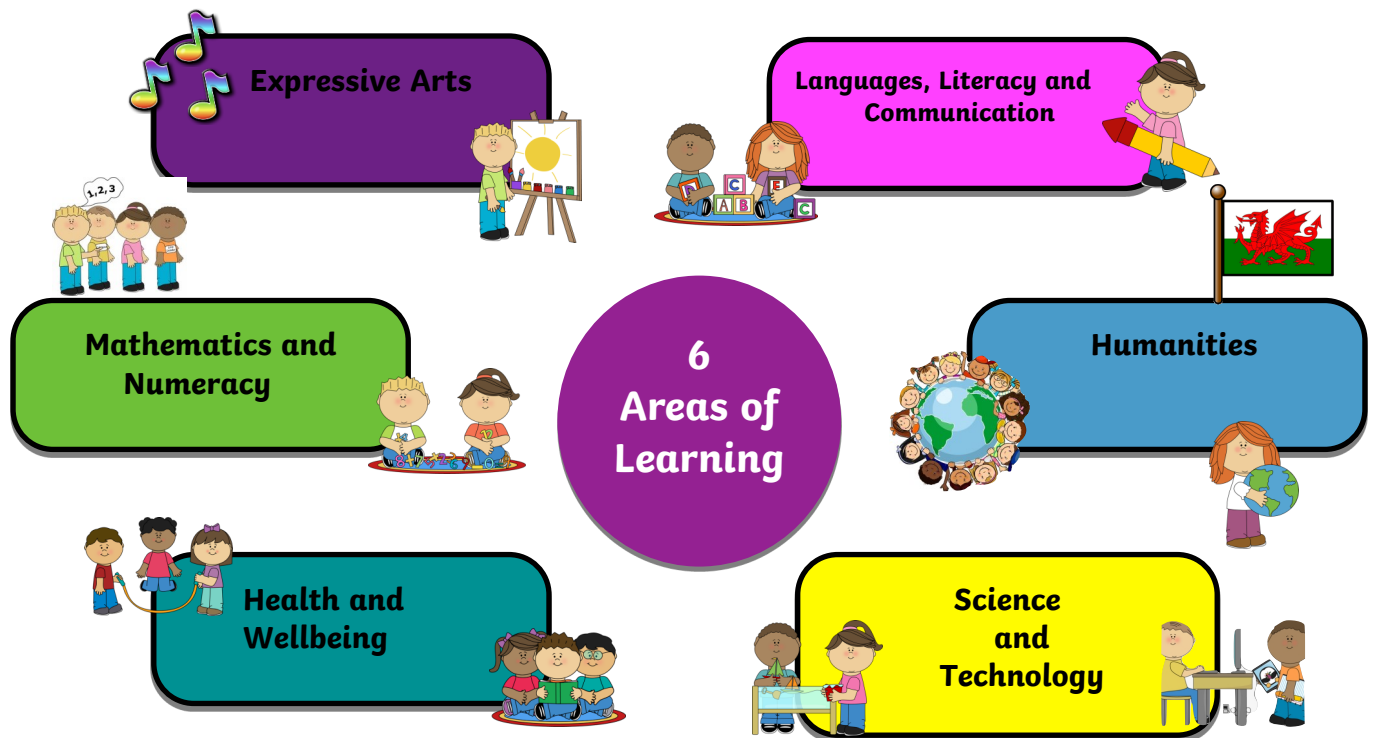 Expressive Arts
Languages, Literacy and
Communication
1,2,3
A B C E C
Mathematics and
Numeracy
6
Areas of
Learning
Humanities
Health and
Wellbeing
Science
and
Technology